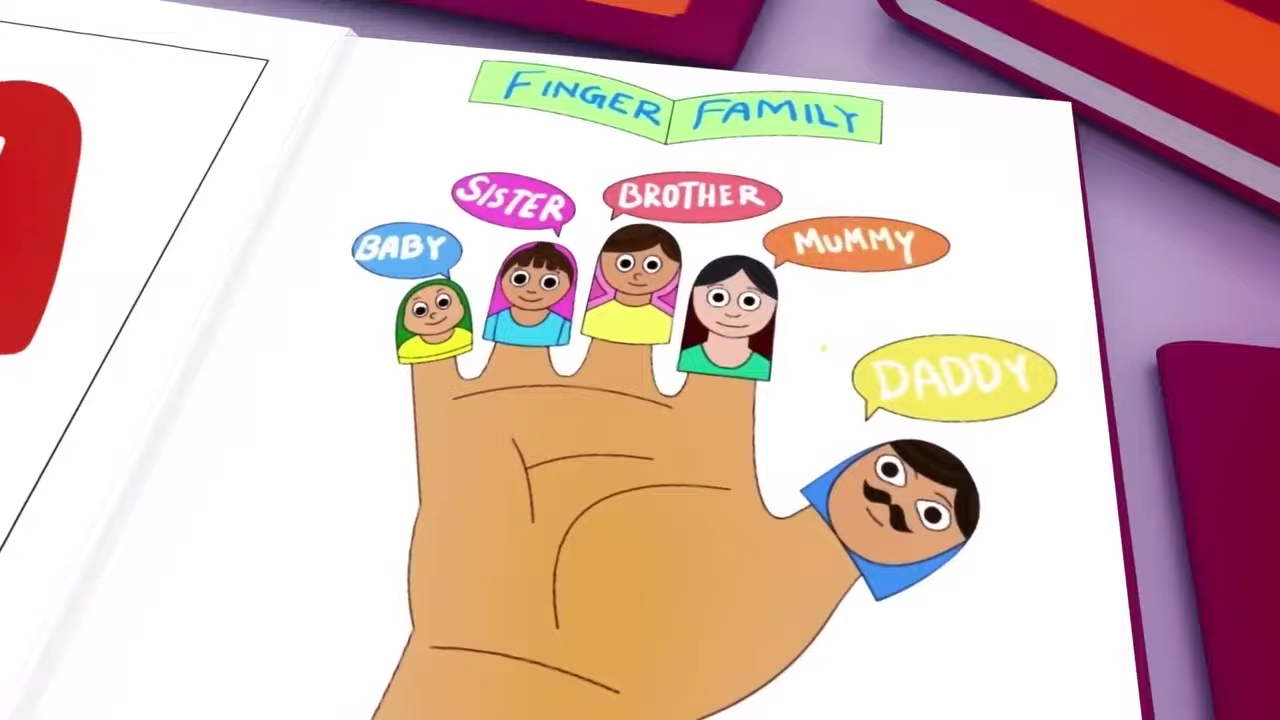 FINGER FAMILY
BABY
SISTER
BROTHER
MUMMY
DADDY